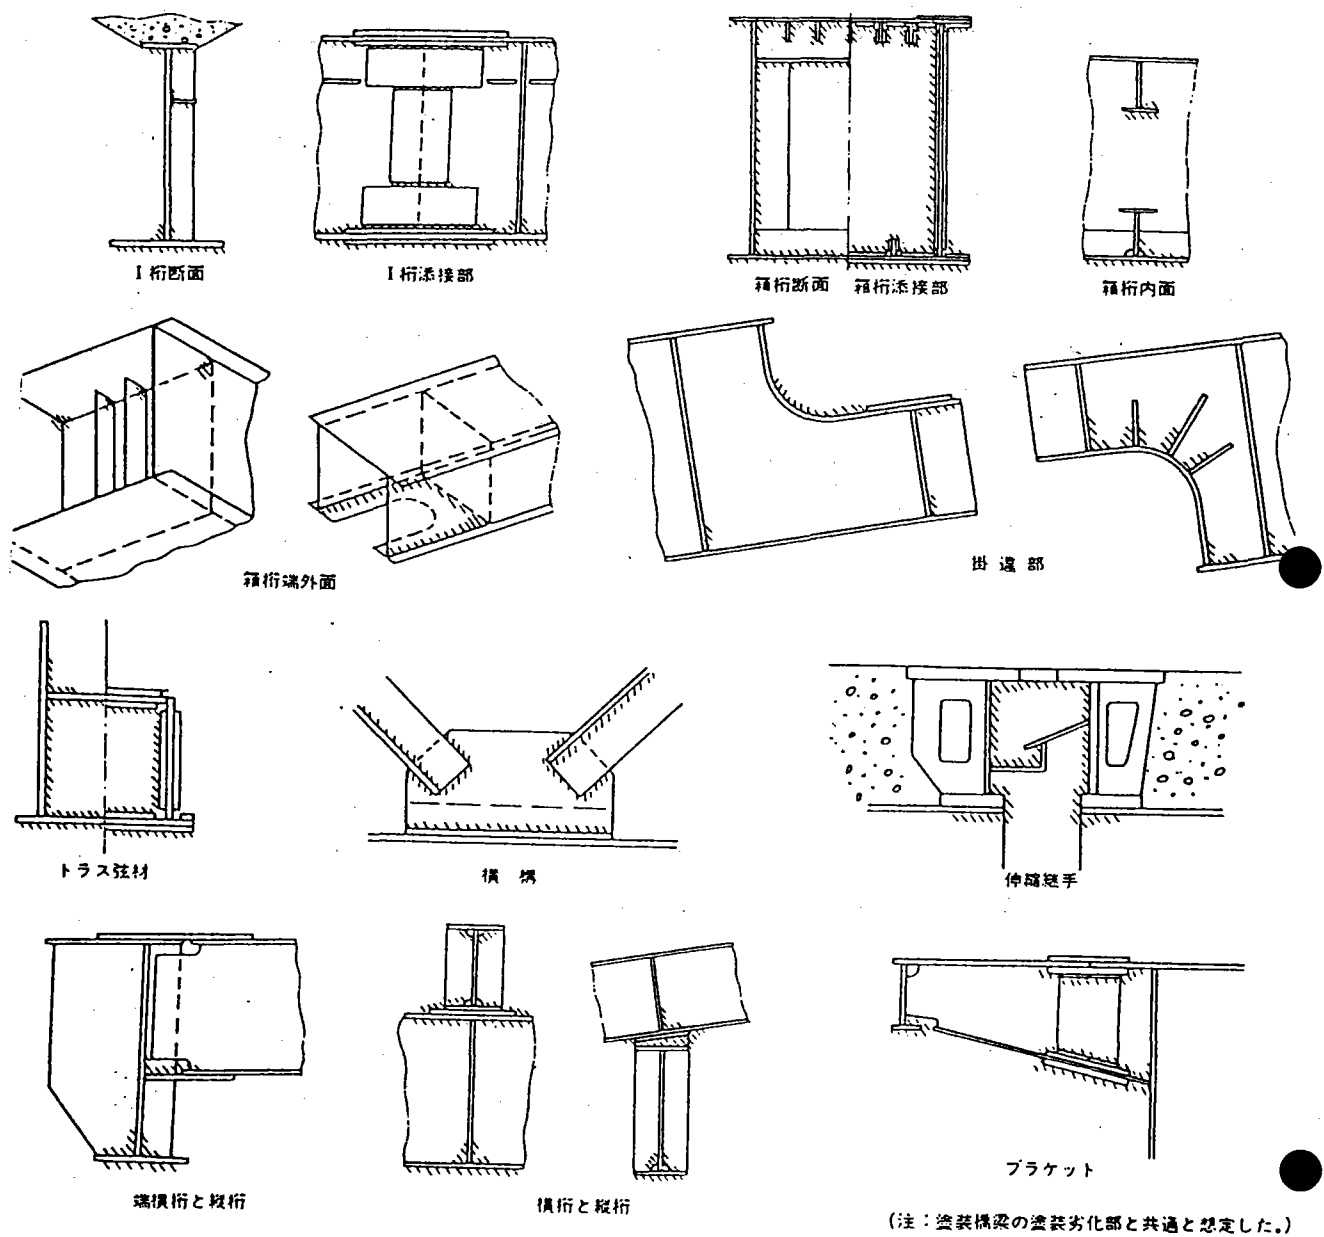 I桁断面
I桁添接部
箱桁断面
箱桁添接部
箱桁内面
箱桁端外面
掛違部
トラス弦材
横構
伸縮継手
端横桁と縦桁
横桁と縦桁
ブラケット
(注：塗装橋梁の塗装劣化部と共通と想定した。)